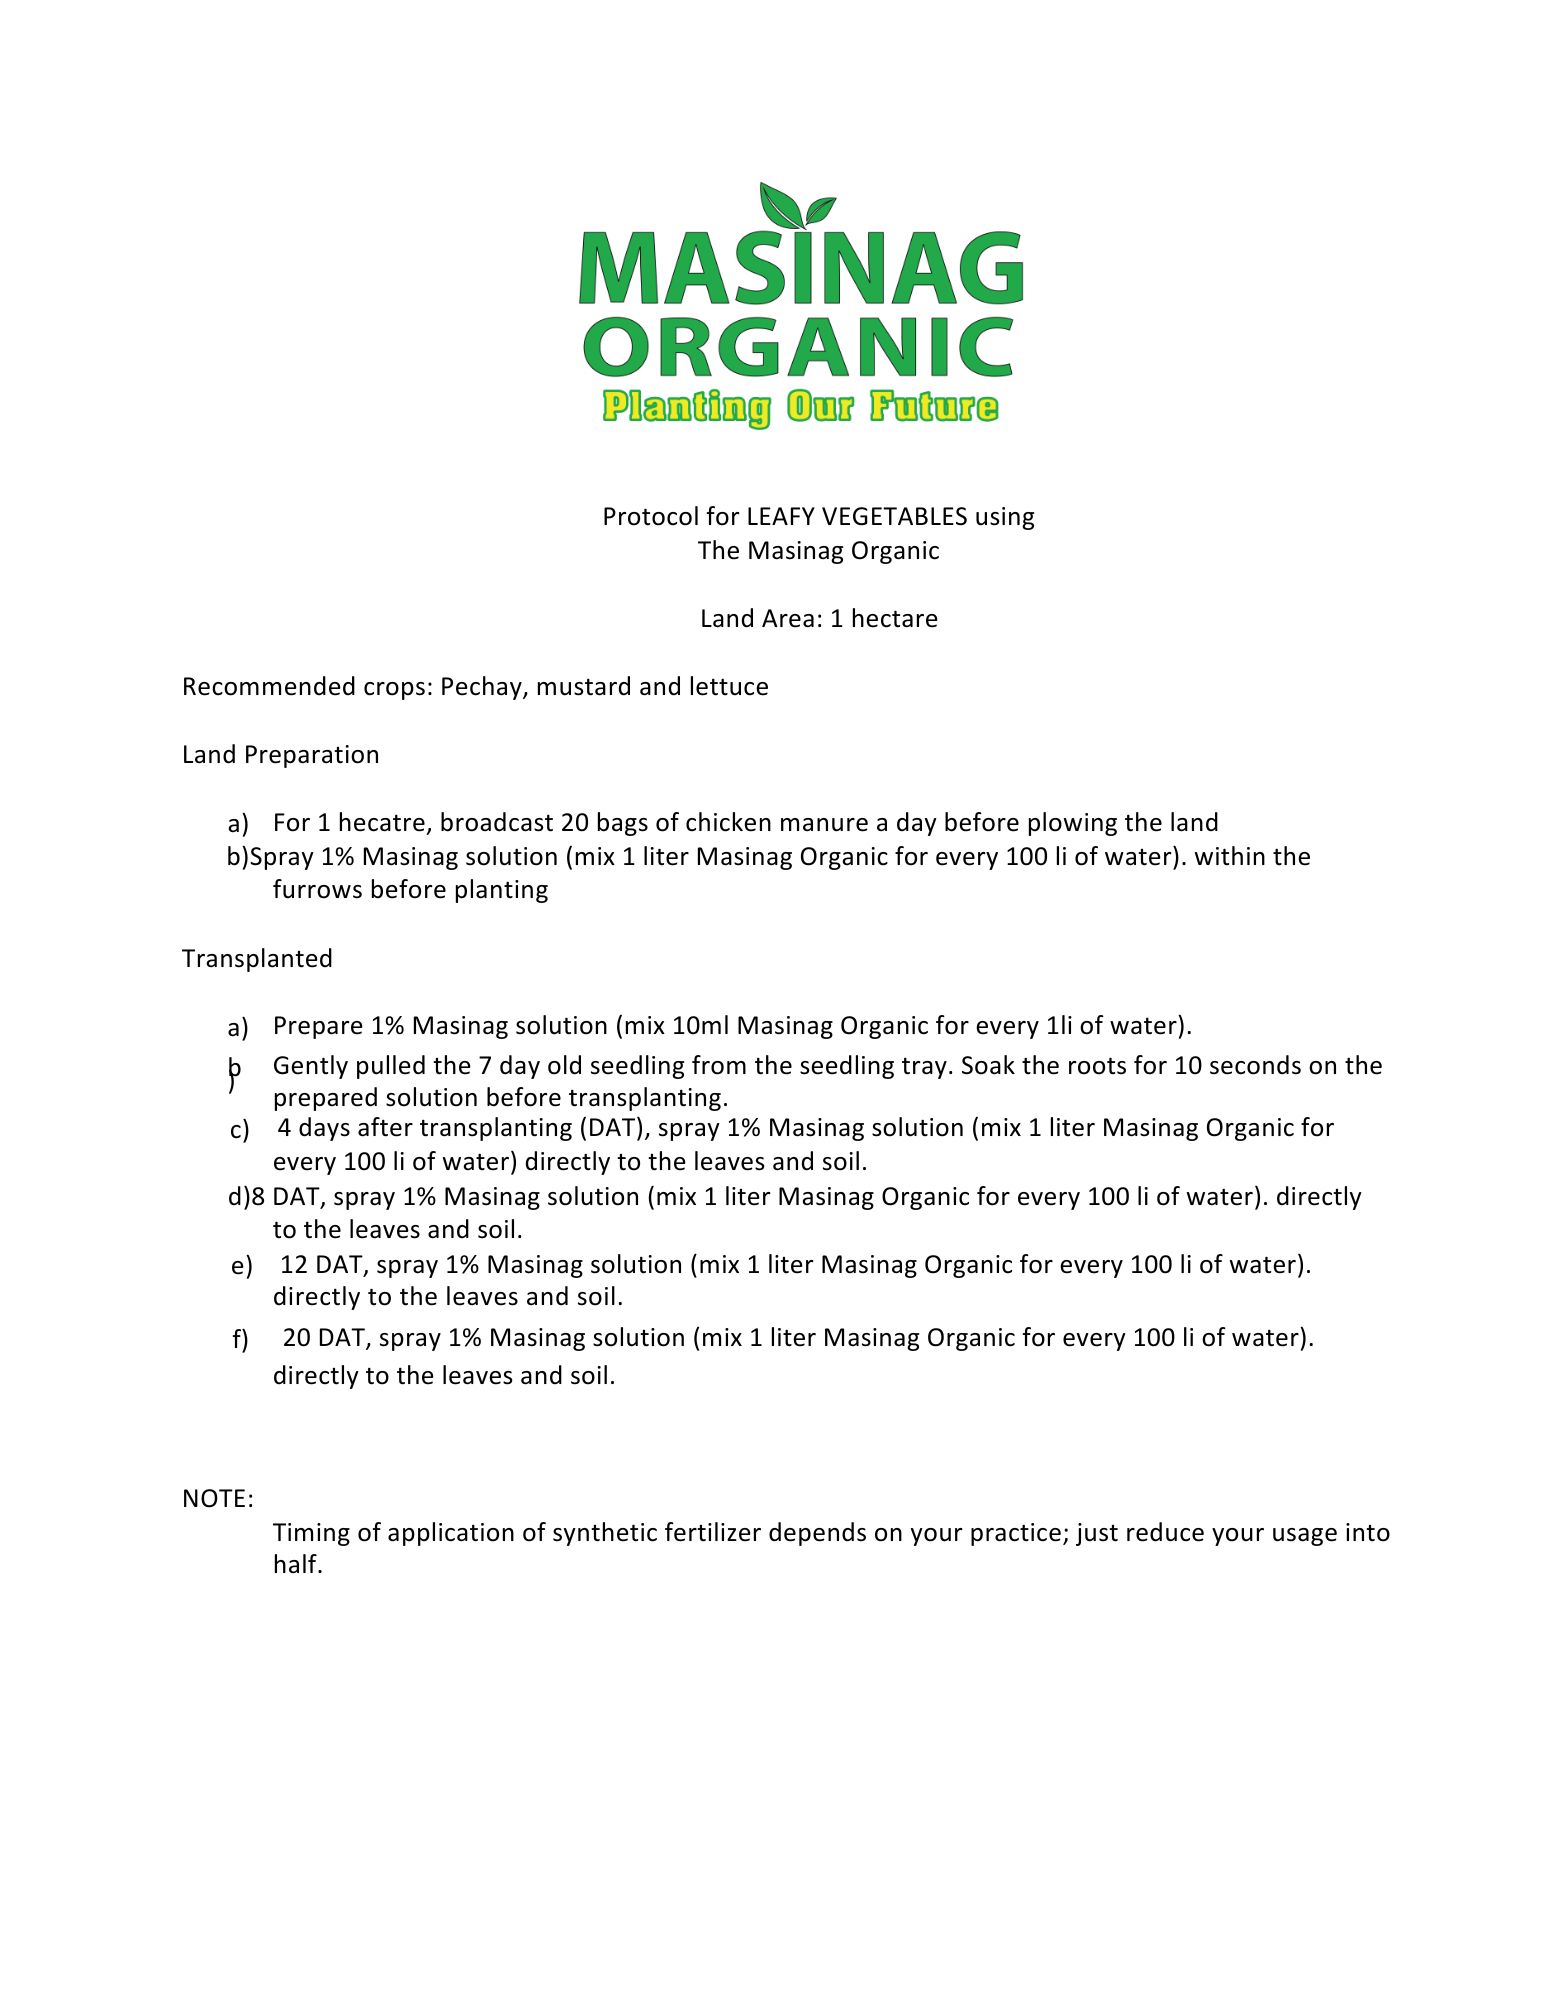 MASINAG
ORGANIC
Planting Our Future
Protocol for LEAFY VEGETABLES using
The Masinag Organic
Land Area: 1 hectare
Recommended crops: Pechay, mustard and lettuce
Land Preparation
a) For 1 hecatre, broadcast 20 bags of chicken manure a day before plowing the land
b)Spray 1% Masinag solution (mix 1 liter Masinag Organic for every 100 li of water). within the
furrows before planting
Transplanted
a) Prepare 1% Masinag solution (mix 10ml Masinag Organic for every 1li of water).
b) Gently pulled the 7 day old seedling from the seedling tray. Soak the roots for 10 seconds on the
prepared solution before transplanting.
c) 4 days after transplanting (DAT), spray 1% Masinag solution (mix 1 liter Masinag Organic for
every 100 li of water) directly to the leaves and soil.
d)8 DAT, spray 1% Masinag solution (mix 1 liter Masinag Organic for every 100 li of water). directly
to the leaves and soil.
e) 12 DAT, spray 1% Masinag solution (mix 1 liter Masinag Organic for every 100 li of water).
directly to the leaves and soil.
f) 20 DAT, spray 1% Masinag solution (mix 1 liter Masinag Organic for every 100 li of water).
directly to the leaves and soil.
NOTE:
Timing of application of synthetic fertilizer depends on your practice; just reduce your usage into
half.